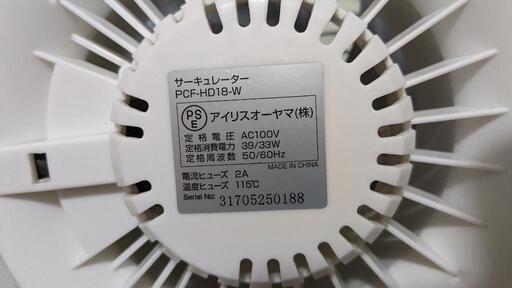 サーキュレーター
PCF-HD18-W
PS
E
アイリスオーヤマ(株)
定格電圧 AC100V
定格消費電力 39/33W
定格周波数 50/60Hz
MADE IN CHINA
電流ヒューズ 2A
温度ヒューズ 115℃
Serial No: 31705250188